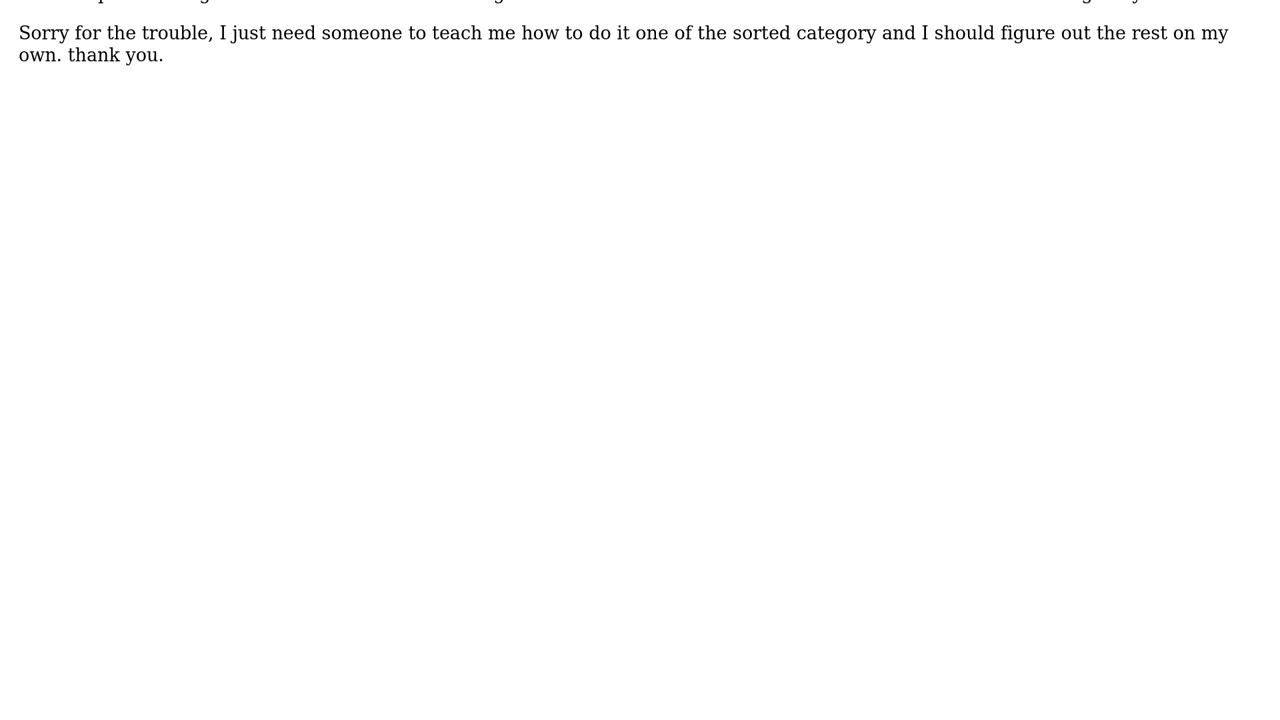 Sorry for the trouble, I just need someone to teach me how to do it one of the sorted category and I should figure out the rest on my
own. thank you.